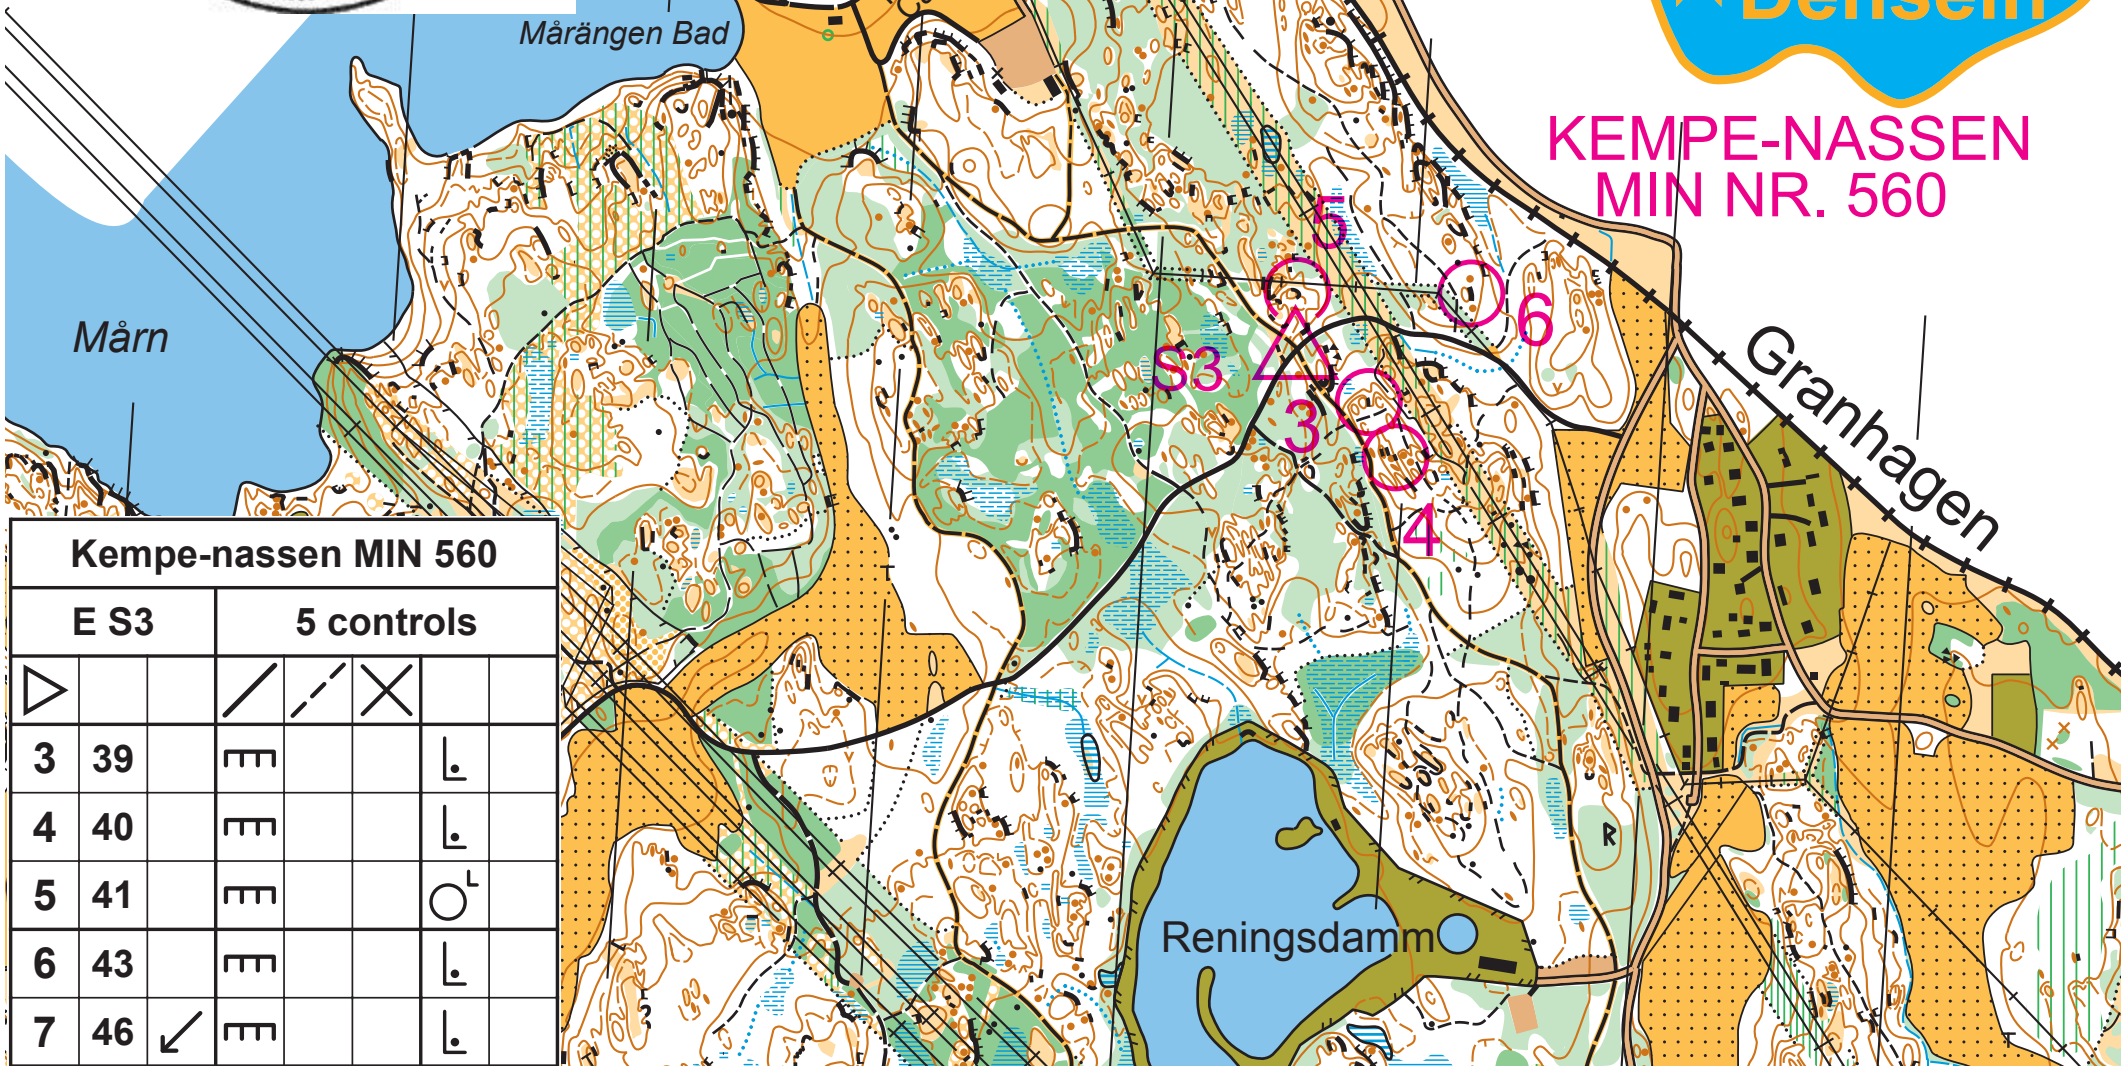 Mårängen Bad
Densein
KEMPE-NASSEN
MIN NR. 560
5
Mårn
6
S3
3
Granhagen
4
Kempe-nassen MIN 560
E S3 5 controls
3 39
4 40
5 41
6 43
7 46
R
Reningsdamm